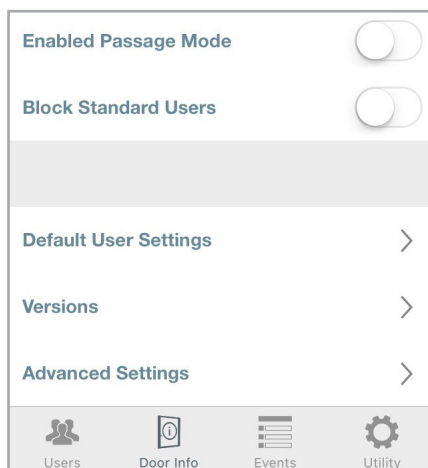 Enabled Passage Mode
Block Standard Users
Default User Settings
Versions
Advanced Settings
Users Door Info Events Utility